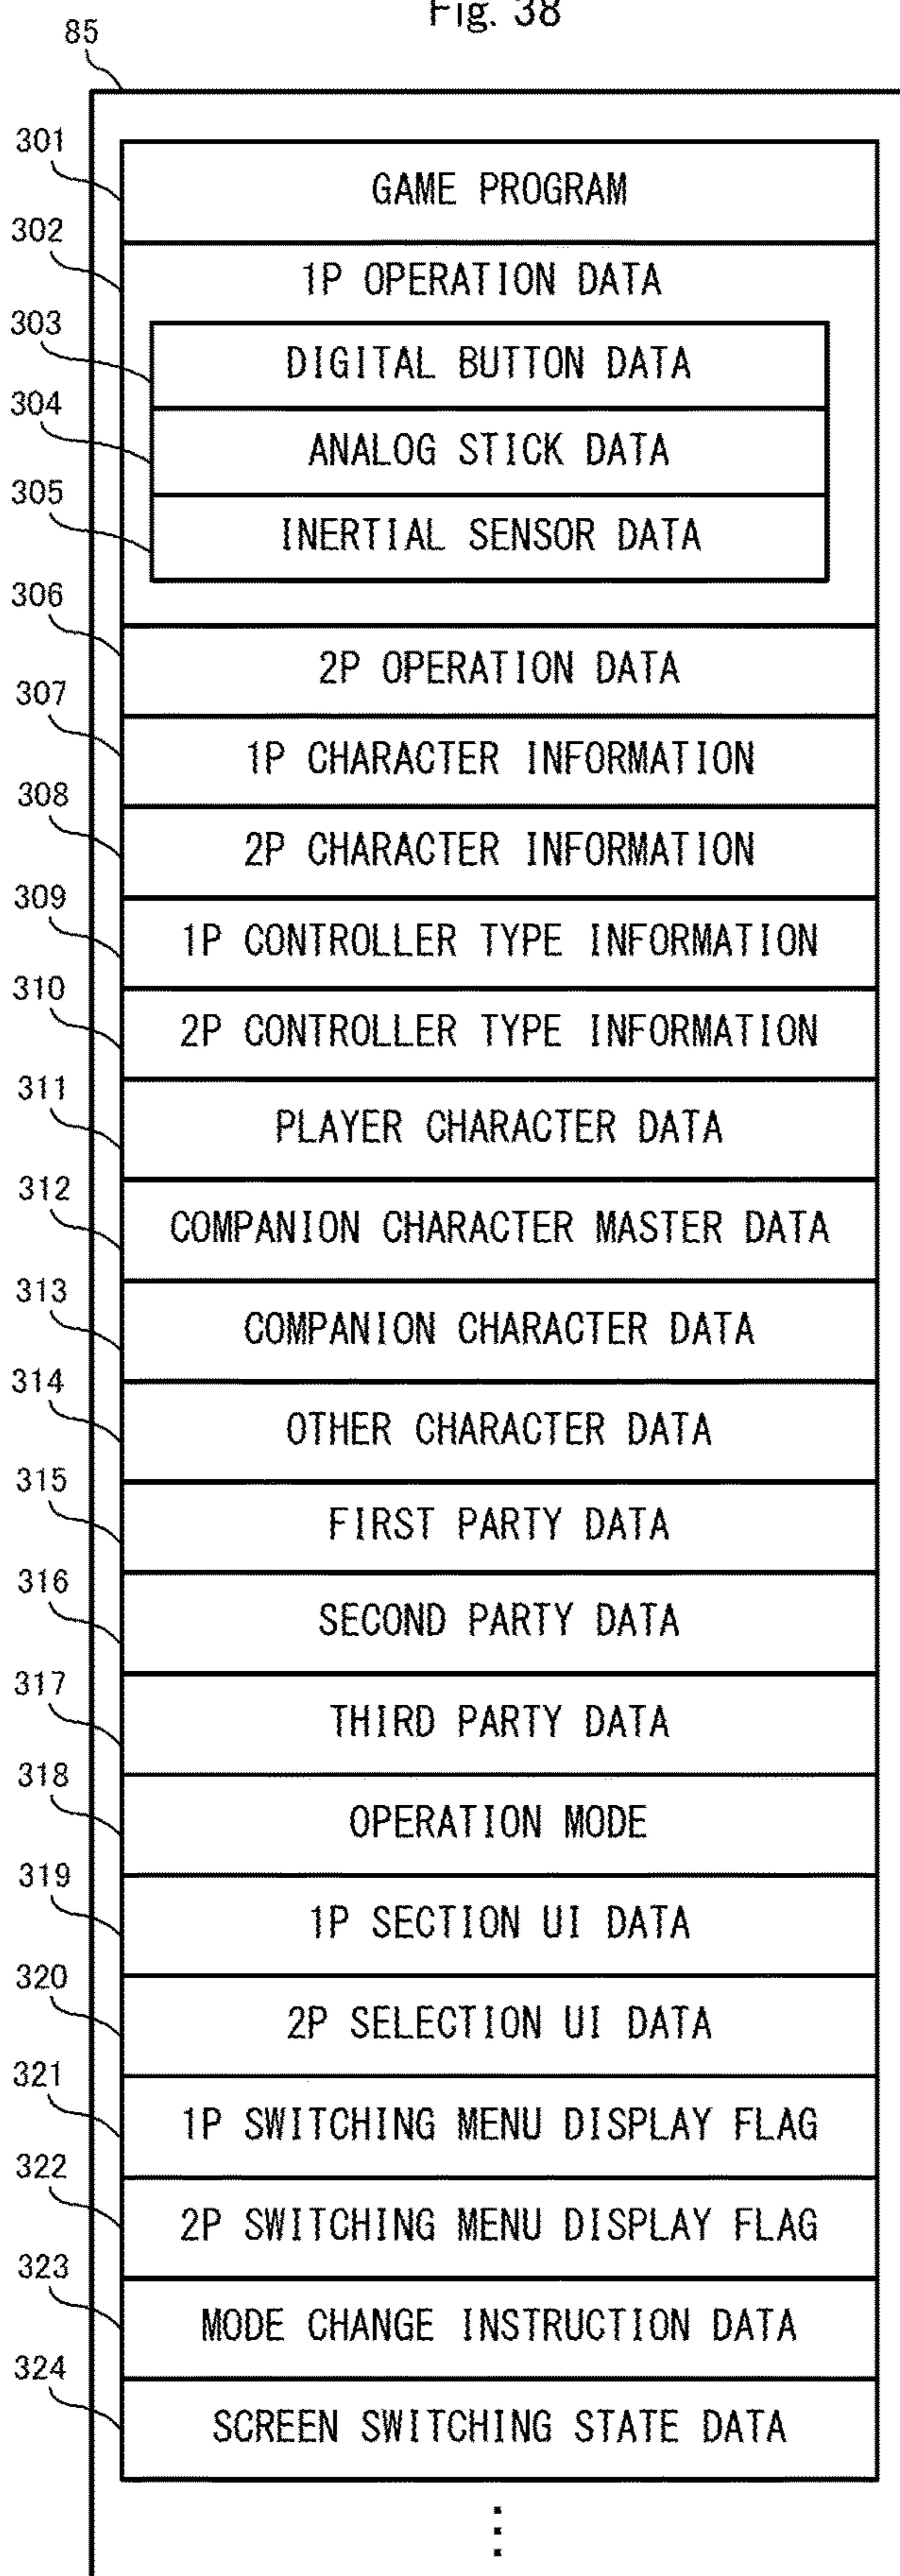 Fig. 38
85
301
GAME PROGRAM
302
1P OPERATION DATA
303
DIGITAL BUTTON DATA
304
ANALOG STICK DATA
305
INERTIAL SENSOR DATA
306
2P OPERATION DATA
307
1P CHARACTER INFORMATION
308
2P CHARACTER INFORMATION
309
1P CONTROLLER TYPE INFORMATION
310
2P CONTROLLER TYPE INFORMATION
311
PLAYER CHARACTER DATA
312
COMPANION CHARACTER MASTER DATA
313
COMPANION CHARACTER DATA
314
OTHER CHARACTER DATA
315
FIRST PARTY DATA
316
SECOND PARTY DATA
317
THIRD PARTY DATA
318
OPERATION MODE
319
1P SECTION UI DATA
320
2P SELECTION UI DATA
321
1P SWITCHING MENU DISPLAY FLAG
322
2P SWITCHING MENU DISPLAY FLAG
323
MODE CHANGE INSTRUCTION DATA
324
SCREEN SWITCHING STATE DATA